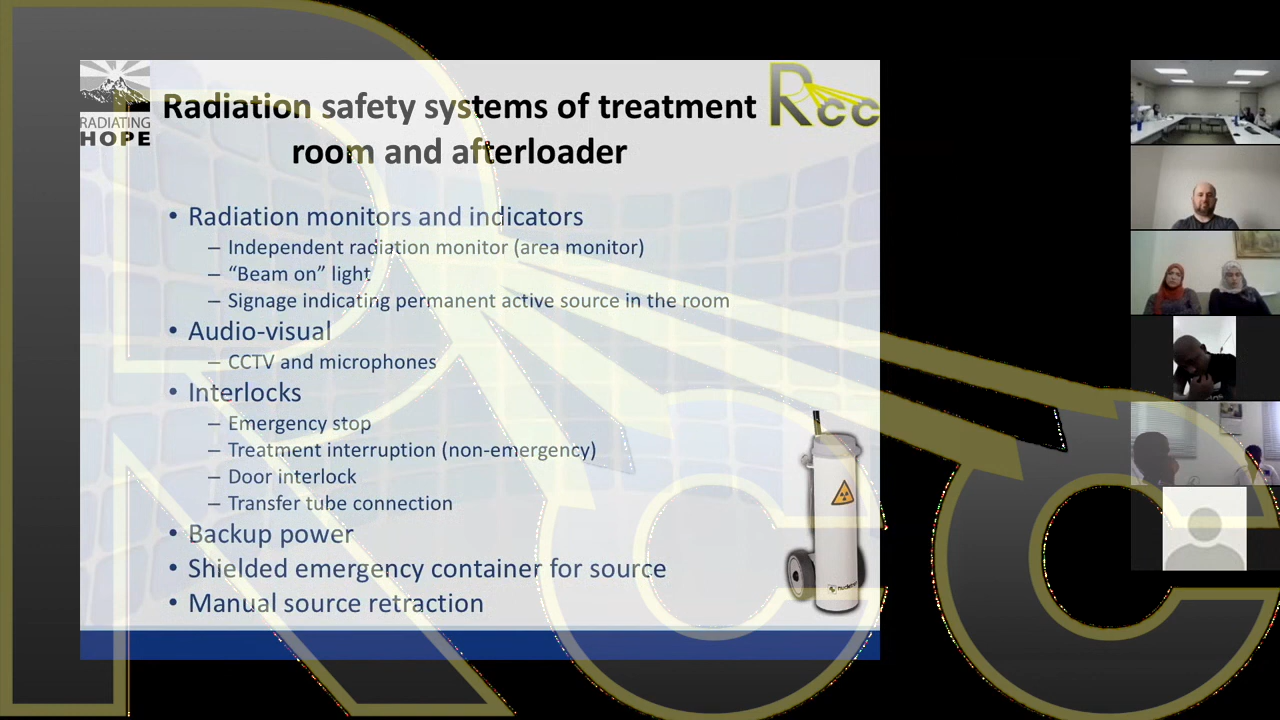 RADIATING
HOPE
Rcc
Radiation safety systems of treatment
room and afterloader
• Radiation monitors and indicators
– Independent radiation monitor (area monitor)
– “Beam on” light
– Signage indicating permanent active source in the room
• Audio-visual
– CCTV and microphones
• Interlocks
– Emergency stop
– Treatment interruption (non-emergency)
– Door interlock
– Transfer tube connection
• Backup power
• Shielded emergency container for source
• Manual source retraction
Rcc